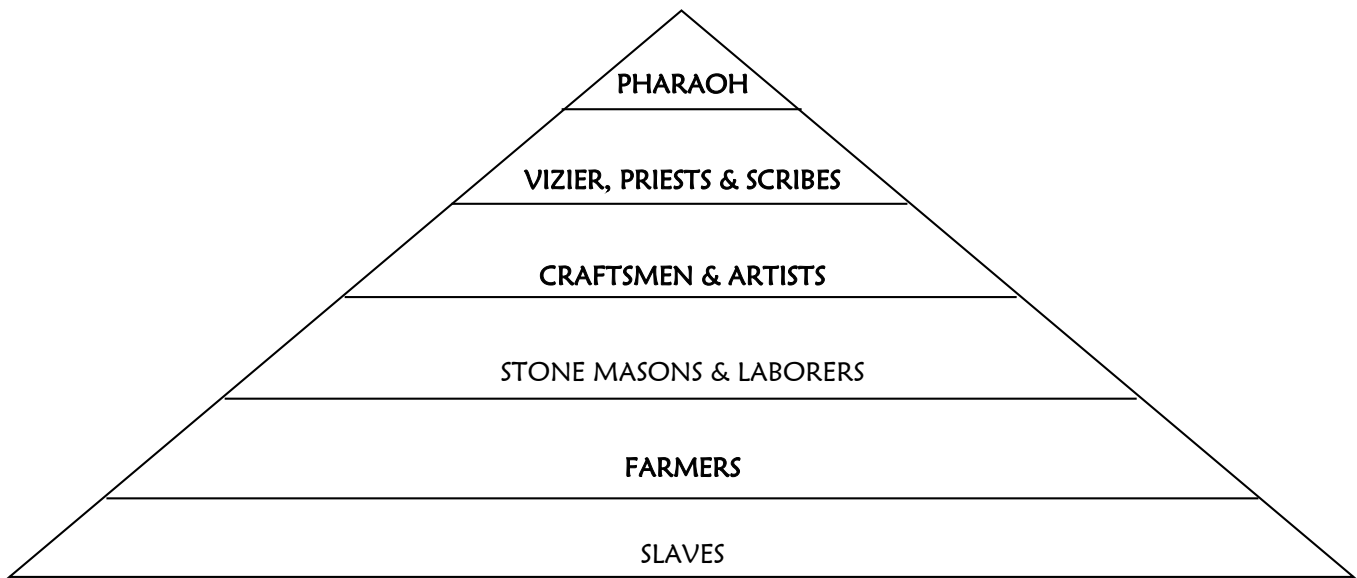 PHARAOH
VIZIER, PRIESTS & SCRIBES
CRAFTSMEN & ARTISTS
STONE MASONS & LABORERS
FARMERS
SLAVES